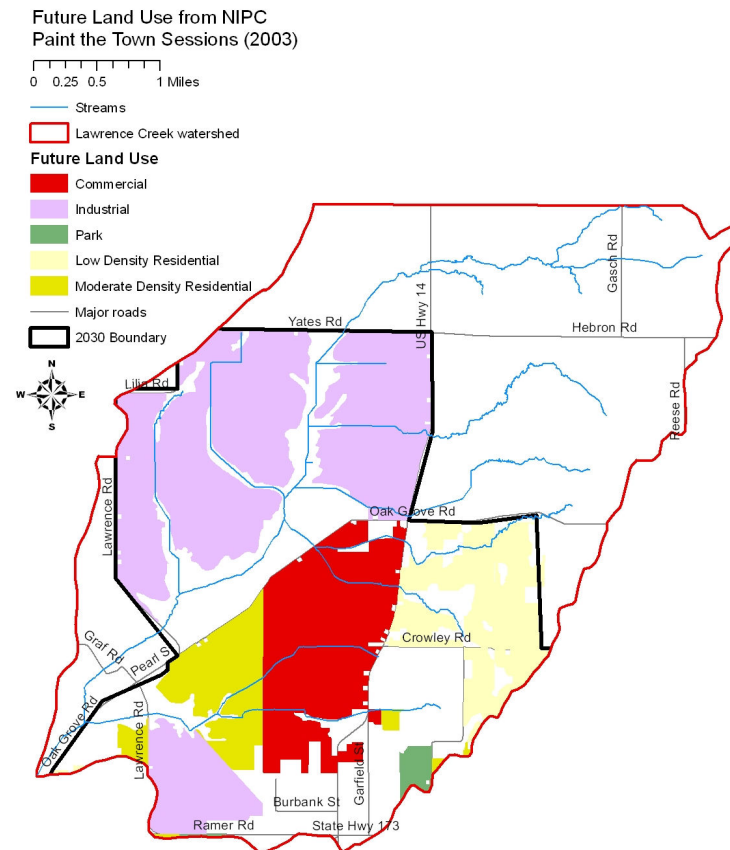 Future Land Use from NIPC
Paint the Town Sessions (2003)
0 0.25 0.5 1 Miles
Streams
Lawrence Creek watershed
Future Land Use
Commercial
Industrial
Park
Low Density Residential
Moderate Density Residential
Major roads
2030 Boundary
N
W E
S
Gasch Rd
US Hwy 14
Yates Rd
Hebron Rd
Lilja Rd
Reese Rd
Lawrence Rd
Oak Grove Rd
Crowley Rd
Graf Rd
Pearl S
Oak Grove Rd
Lawrence Rd
Garfield St
Burbank St
Ramer Rd
State Hwy 173